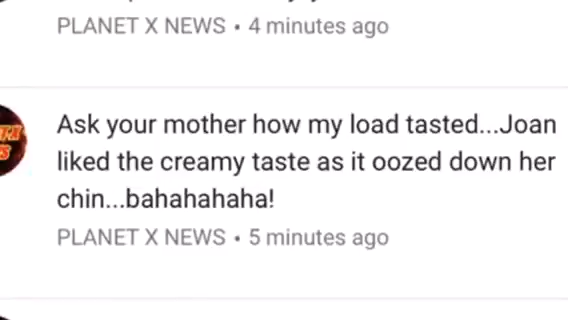 PLANET X NEWS • 4 minutes ago
Ask your mother how my load tasted...Joan
liked the creamy taste as it oozed down her
chin...bahahahaha!
PLANET X NEWS • 5 minutes ago